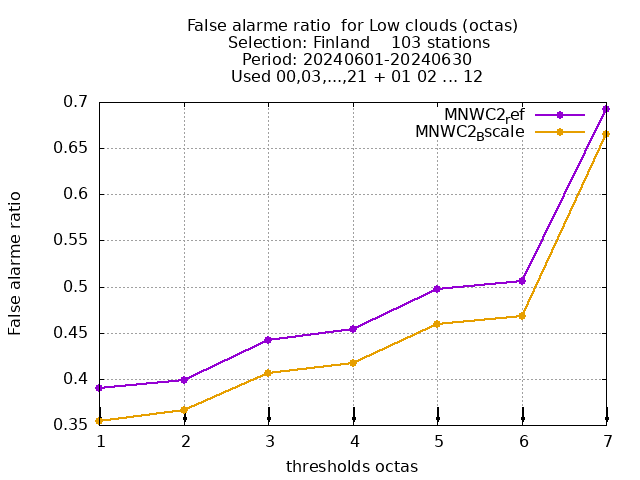 False alarme ratio  for Low clouds (octas)
Selection: Finland    103 stations
Period: 20240601-20240630
Used 00,03,...,21 + 01 02 ... 12
MNWC2ref
MNWC2Bscale
0.7
0.65
0.6
0.55
0.5
0.45
0.4
0.35
False alarme ratio
1 2 3 4 5 6 7
thresholds octas